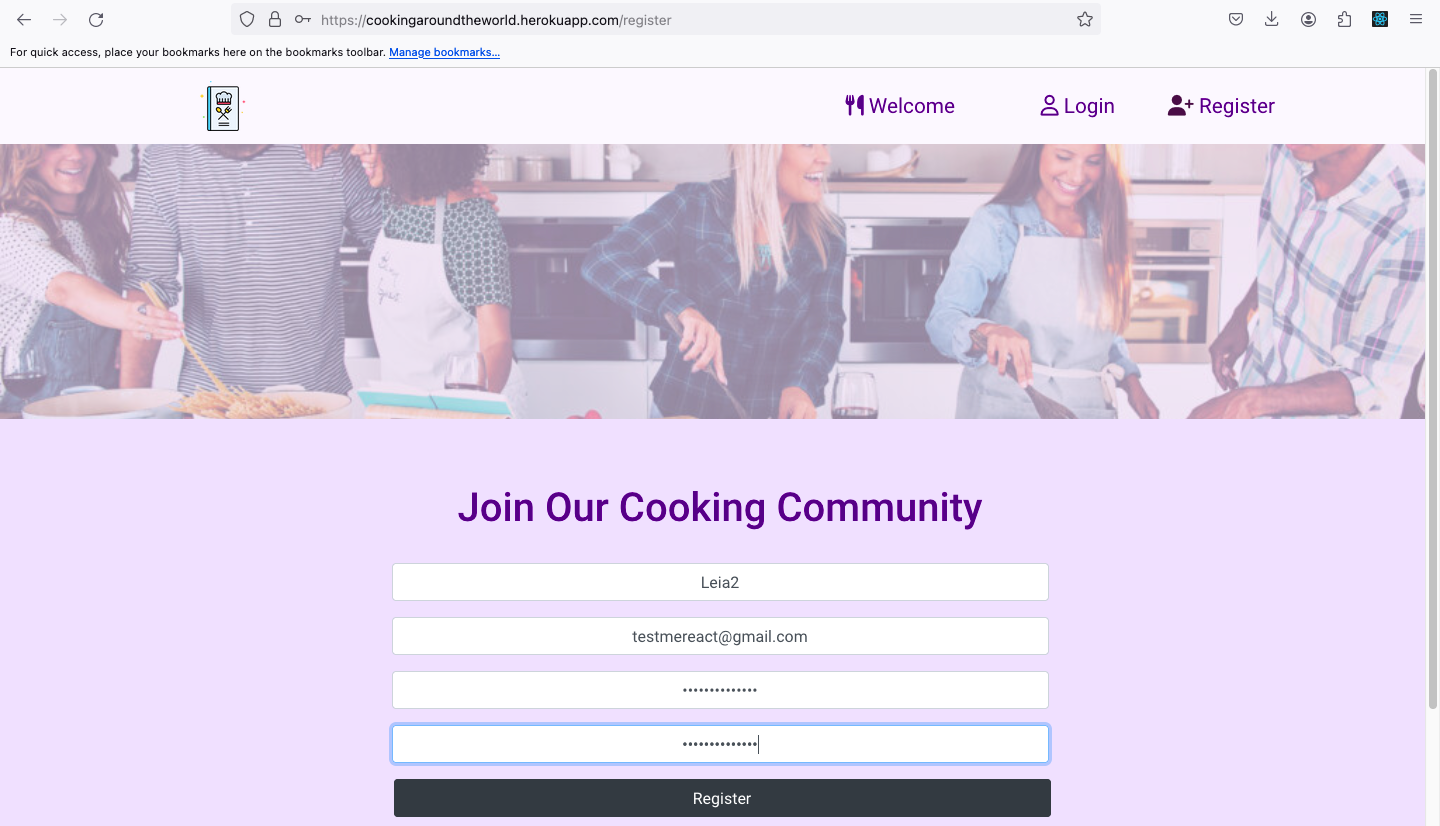 https://cookingaroundtheworld.herokuapp.com/register
For quick access, place your bookmarks here on the bookmarks toolbar. Manage bookmarks...
Welcome
Login
Register
Join Our Cooking Community
Leia2
testmereact@gmail.com
••••••••••••••
••••••••••••••
Register